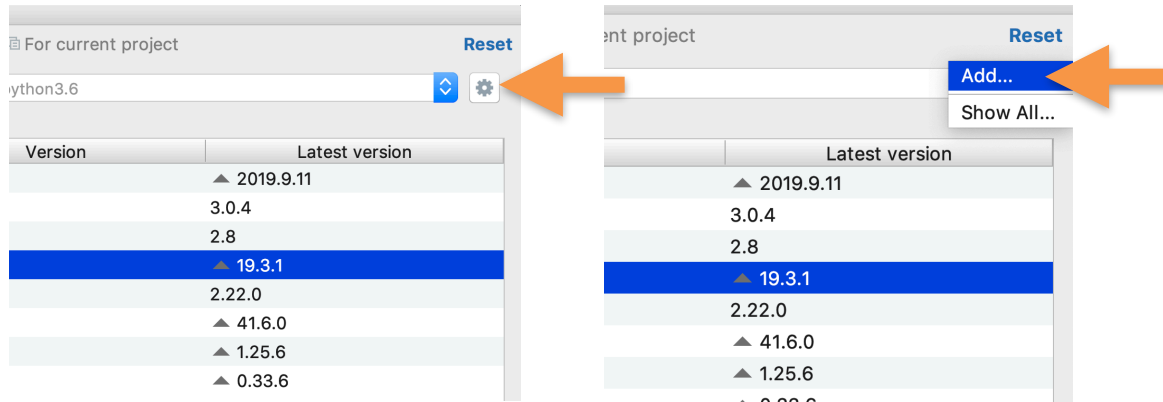 For current project
Reset
ython3.6
Version
Latest version
2019.9.11
3.0.4
2.8
19.3.1
2.22.0
41.6.0
1.25.6
0.33.6
ent project
Reset
Add...
Show All...
Latest version
2019.9.11
3.0.4
2.8
19.3.1
2.22.0
41.6.0
1.25.6